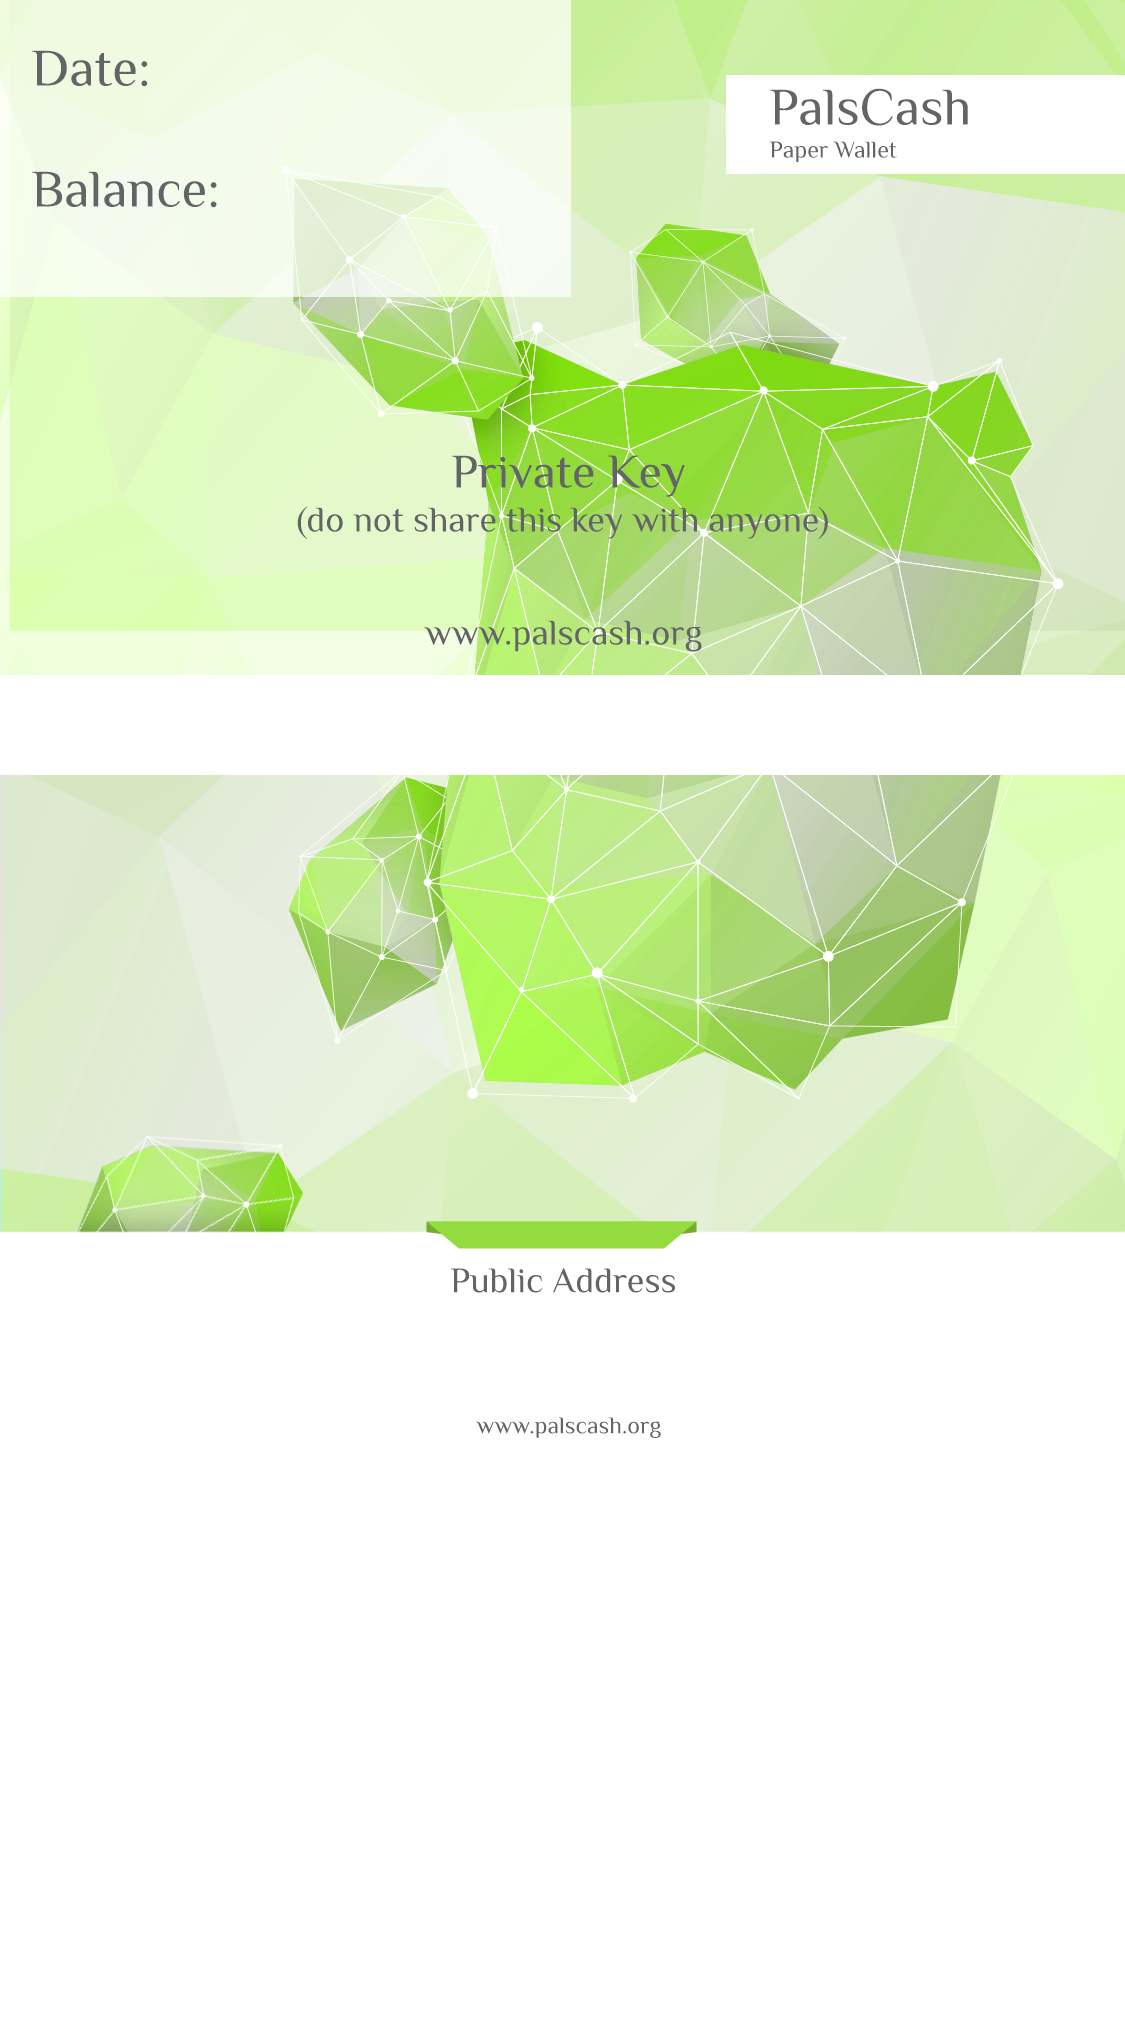 Date:
PalsCash
Paper Wallet
Balance:
Private Key
(do not share this key with anyone)
www.palscash.org
Public Address
www.palscash.org